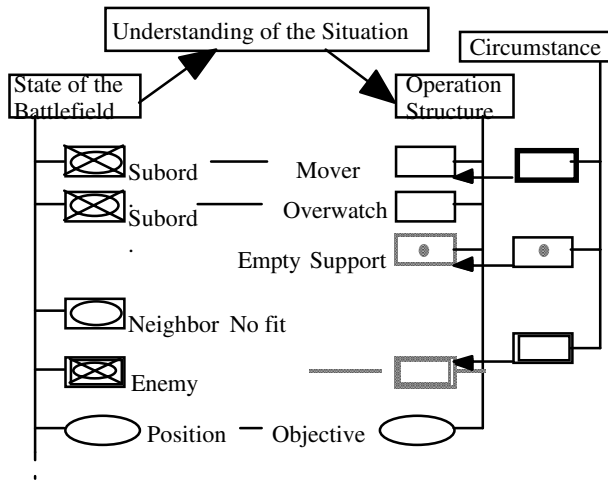 Understanding of the Situation
Circumstance
State of the
Battlefield
Operation
Structure
Subord
Mover
Subord
Overwatch
Empty Support
Neighbor No fit
Enemy
Position
Objective